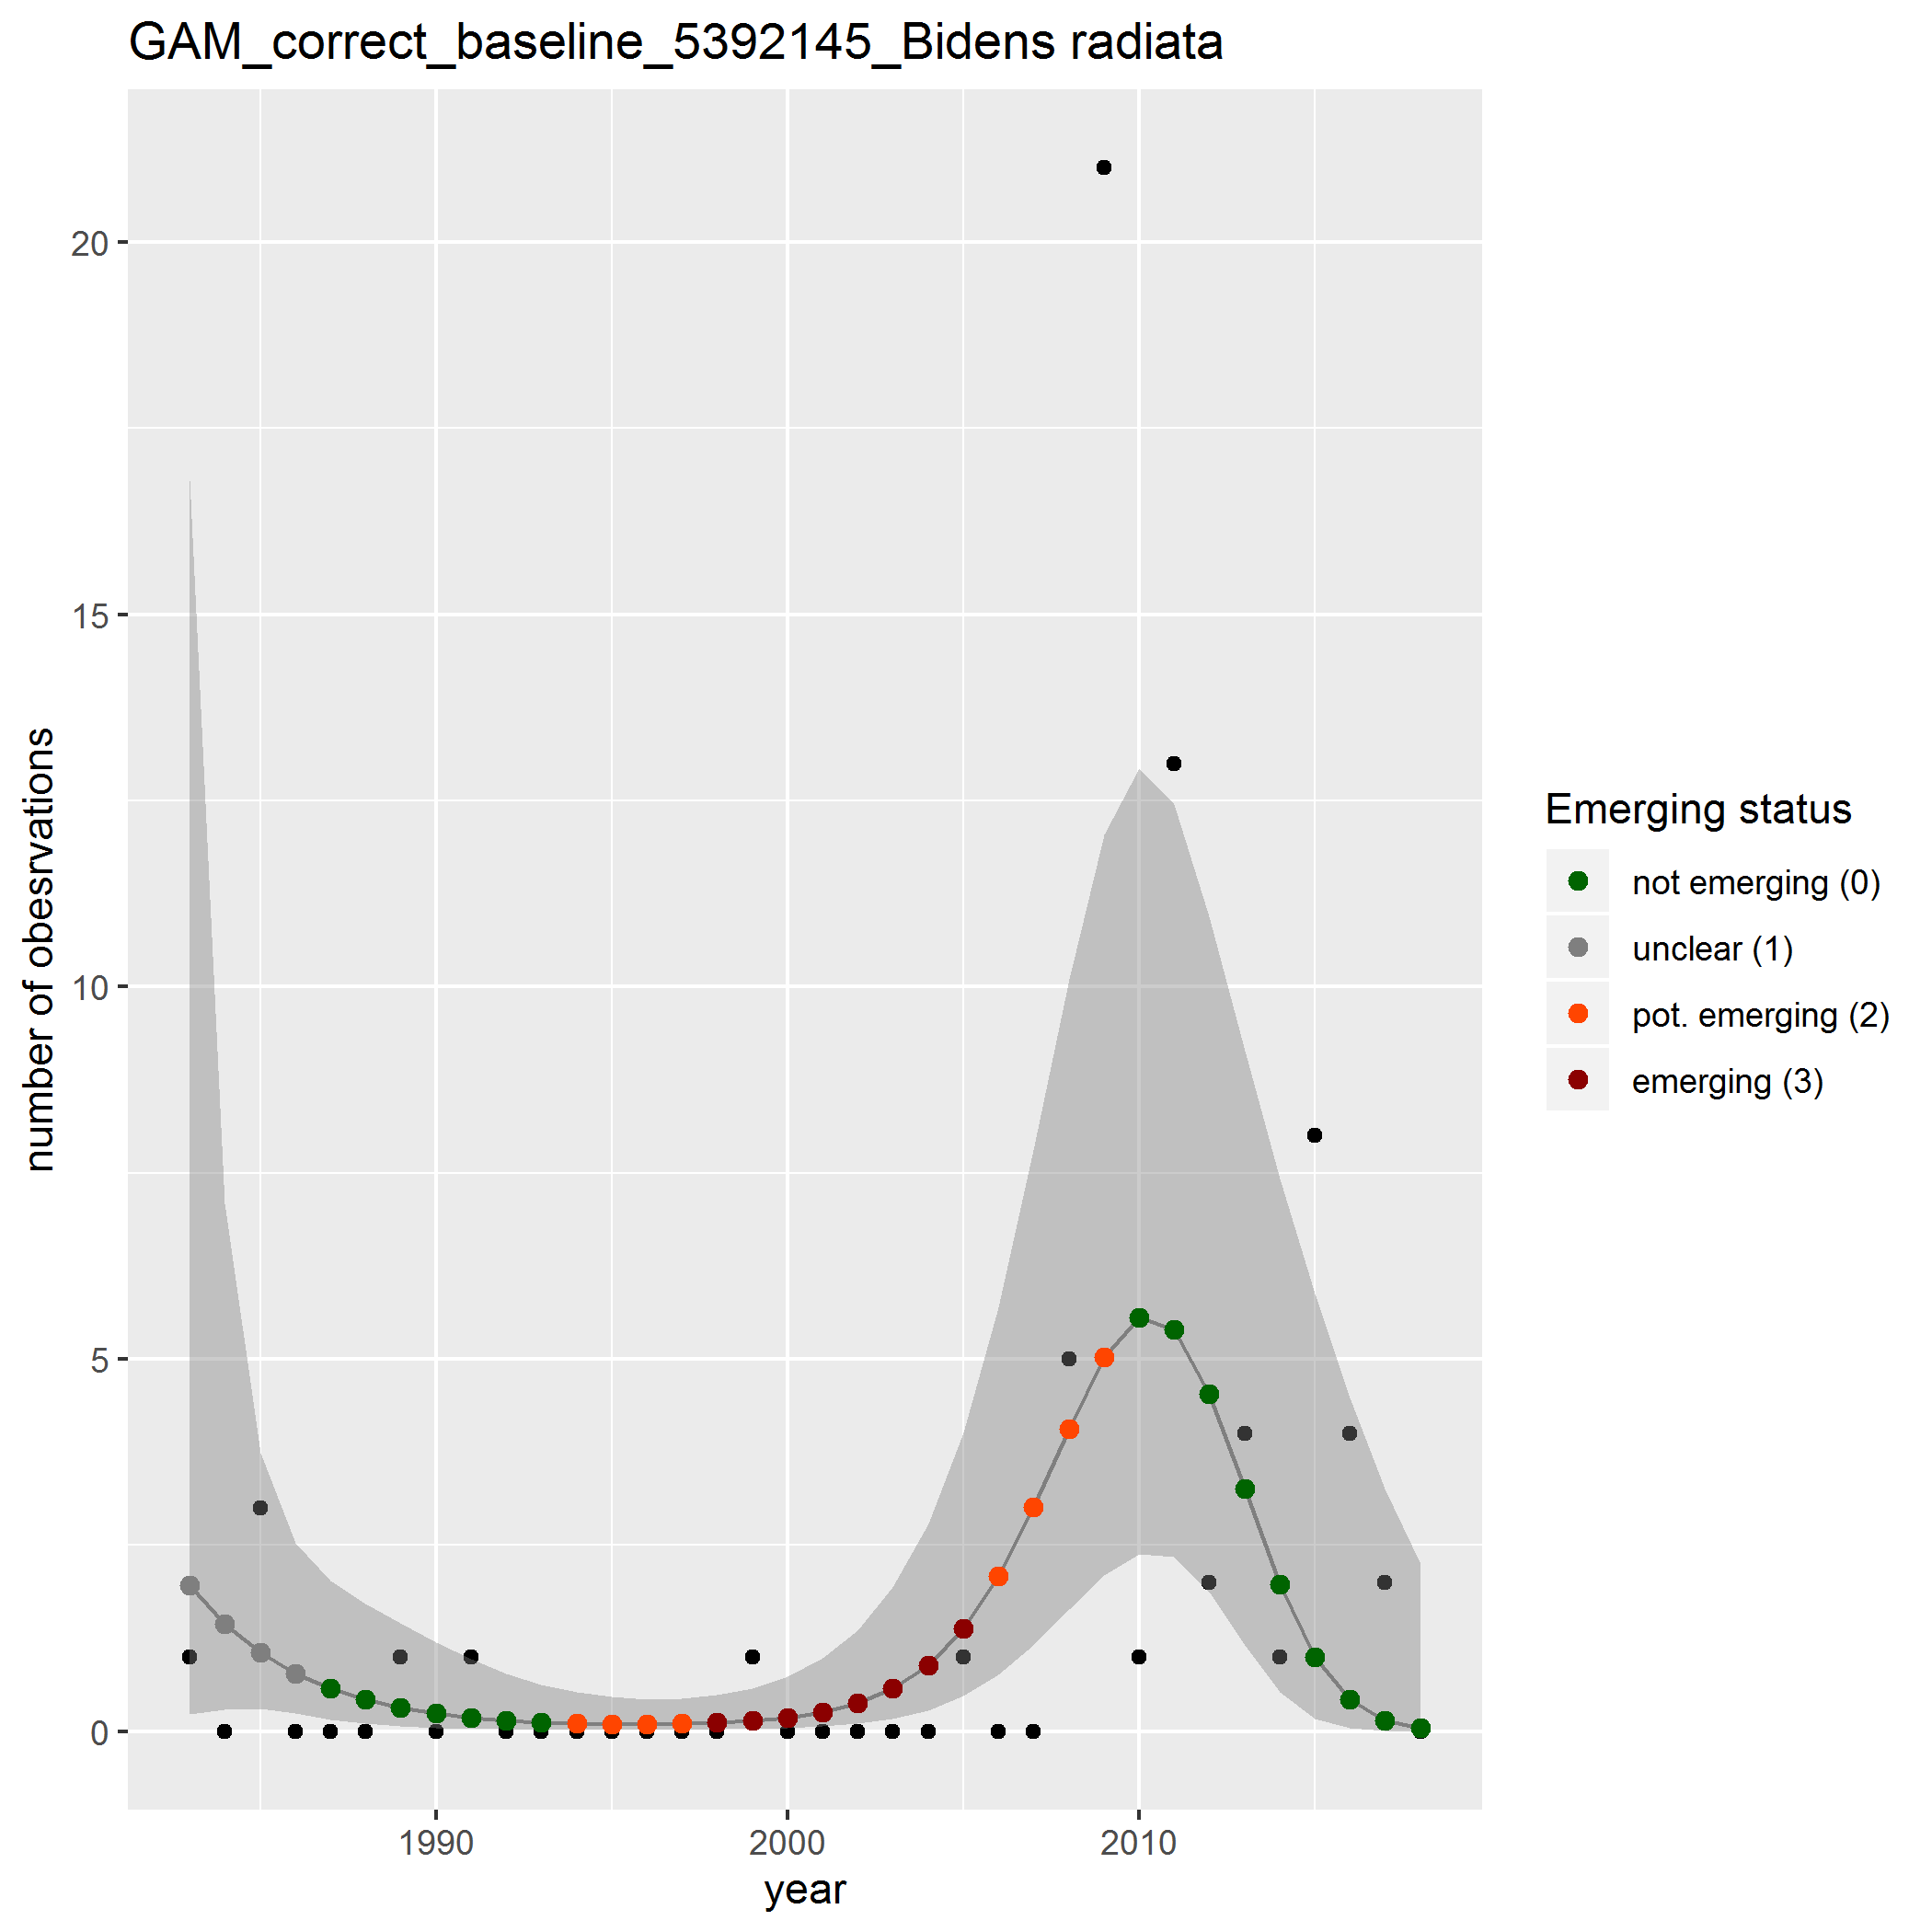 GAM_correct_baseline_5392145_Bidens radiata
20
15
10
5
0
number of obesrvations
1990
2000
2010
year
Emerging status
not emerging (0)
unclear (1)
pot. emerging (2)
emerging (3)